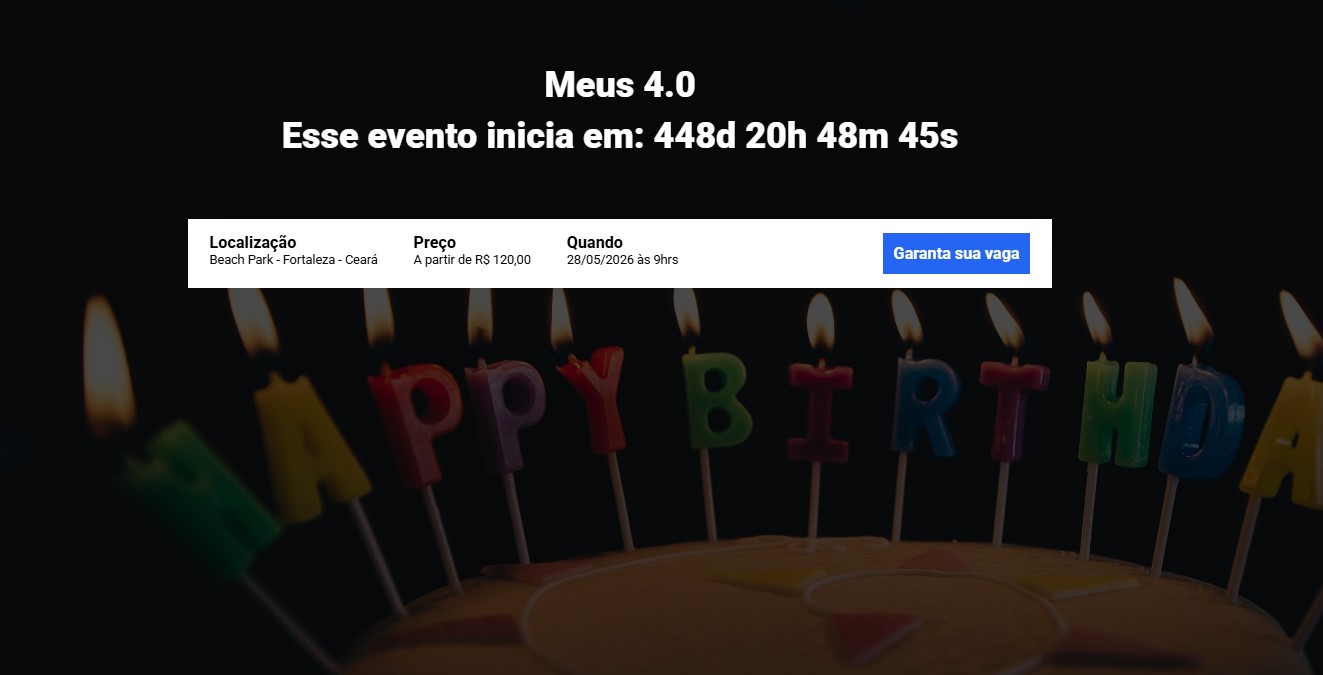 Meus 4.0
Esse evento inicia em: 448d 20h 48m 45s
Localização
Beach Park - Fortaleza - Ceará
Preço
A partir de R$ 120,00
Quando
28/05/2026 às 9hrs
Garanta sua vaga
HAPPY BIRTHDA